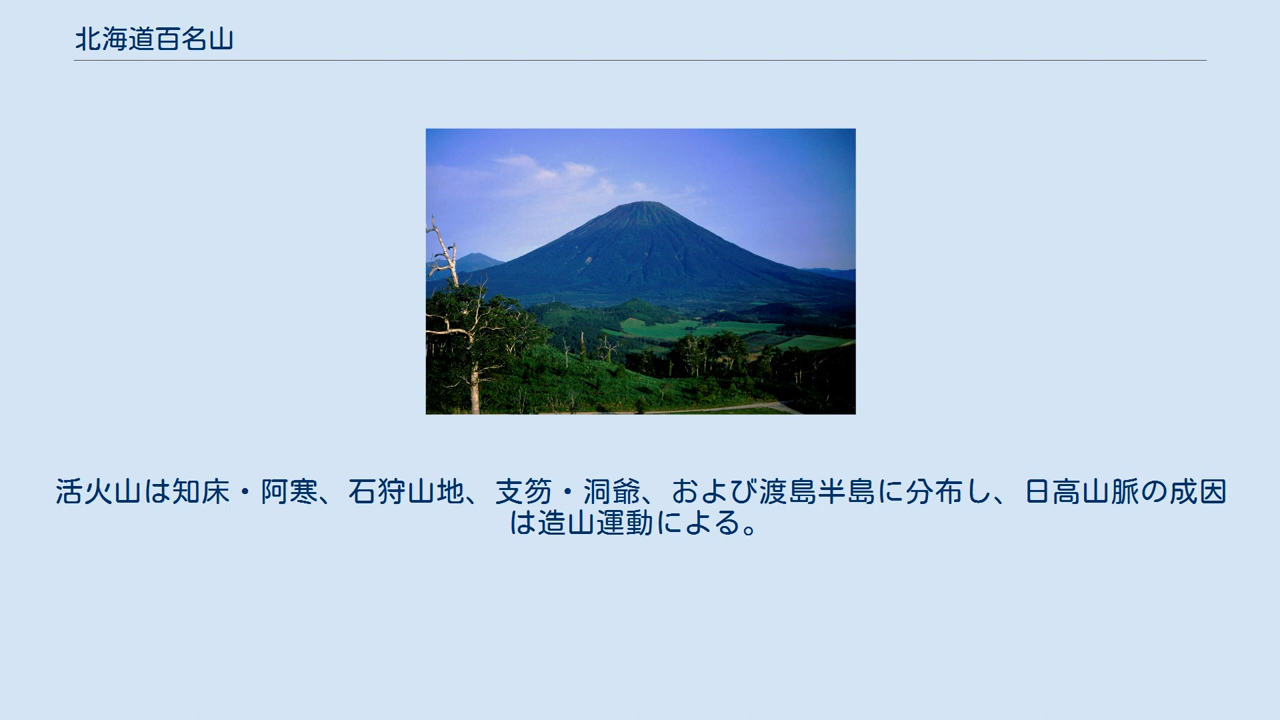 北海道百名山
活火山は知床・阿寒、石狩山地、支笏・洞爺、および渡島半島に分布し、日高山脈の成因
は造山運動による。